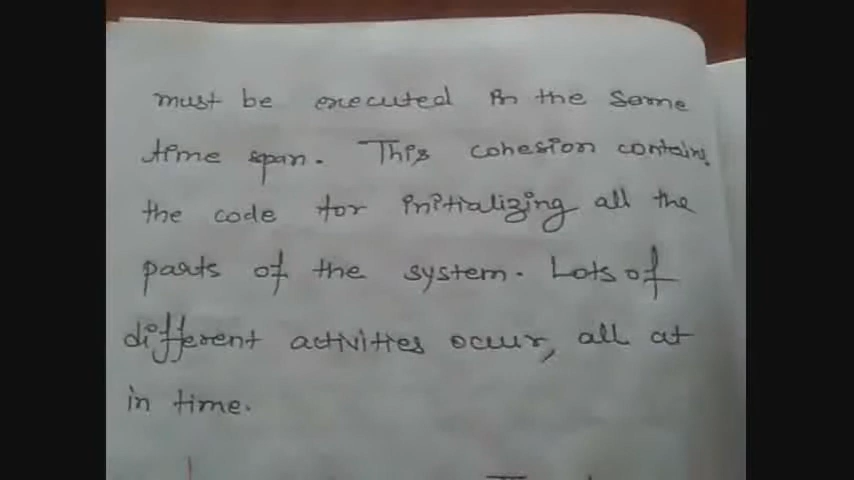 must be executed in the same
time span. This cohesion contains
the code for initializing all the
parts of the system. Lots of
different activities occur, all at
in time.